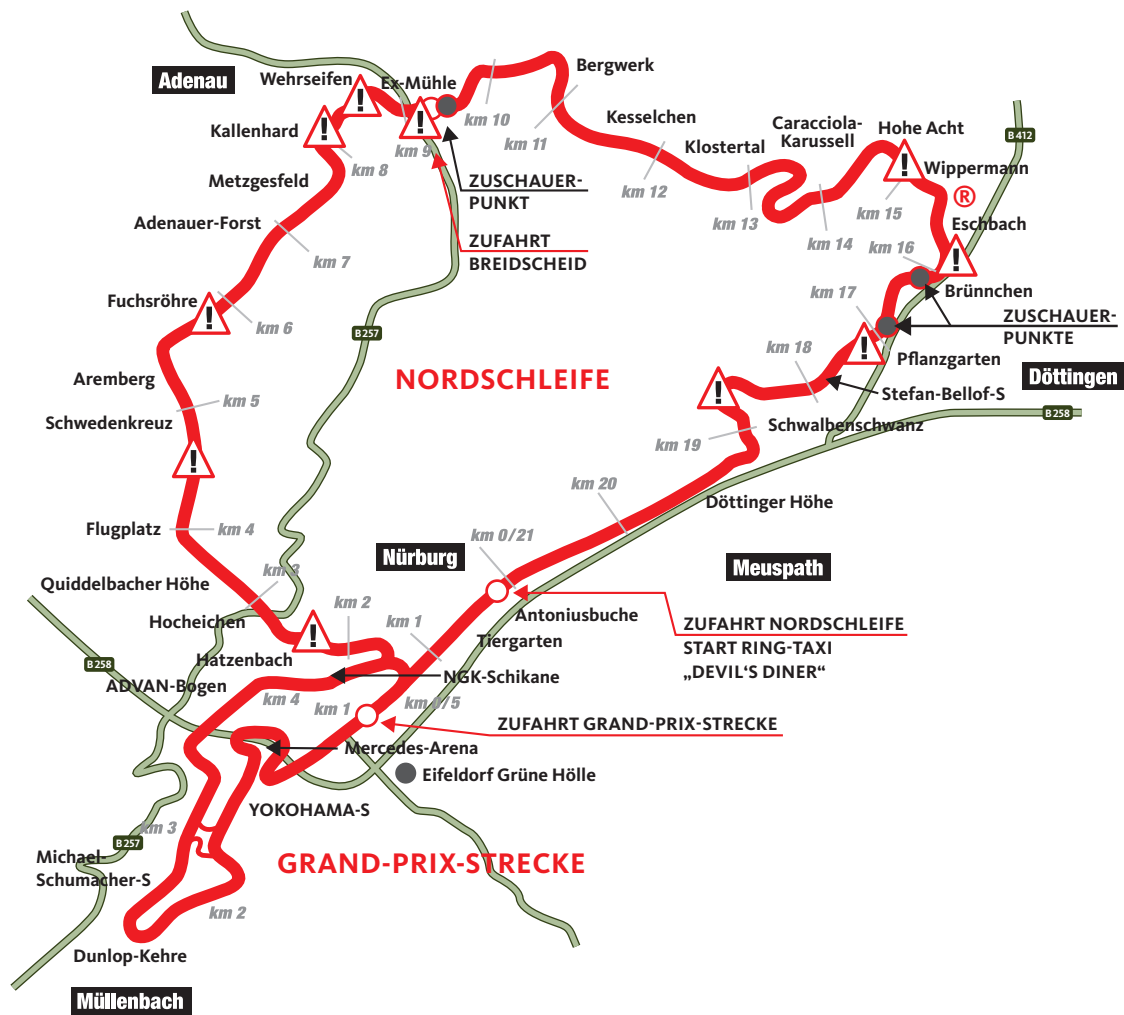 Adenau
Wehrseifen
Ex-Mühle
Bergwerk
Kallenhard
km 8
km 9
km 10
km 11
Kesselchen
Klostertal
Caracciola-
Karussell
Hohe Acht
Wippermann
B 412
®
Eschbach
Metzgesfeld
ZUSCHAUER-
PUNKT
km 12
km 13
km 14
km 15
km 16
Adenauer-Forst
km 7
ZUFAHRT
BREIDSCHEID
Brünnchen
Fuchsröhre
km 6
B 257
km 17
ZUSCHAUER-
PUNKTE
km 18
Pflanzgarten
Döttingen
Aremberg
NORDSCHLEIFE
Stefan-Bellof-S
B 258
km 5
Schwedenkreuz
km 19
Schwalbenschwanz
km 20
Döttinger Höhe
Flugplatz
km 4
km 0/21
Nürburg
Meuspath
Quiddelbacher Höhe
km 3
Hocheichen
km 2
km 1
Antoniusbuche
Tiergarten
ZUFAHRT NORDSCHLEIFE
START RING-TAXI
„DEVIL'S DINER“
Hatzenbach
B 258
ADVAN-Bogen
NGK-Schikane
km 4
km 1
km 0/5
ZUFAHRT GRAND-PRIX-STRECKE
Mercedes-Arena
Eifeldorf Grüne Hölle
YOKOHAMA-S
km 3
B 257
Michael-
Schumacher-S
GRAND-PRIX-STRECKE
km 2
Dunlop-Kehre
Müllenbach